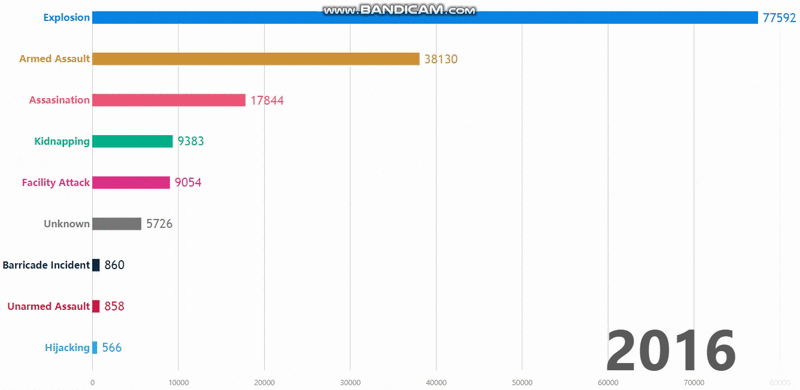 www.BANDICAM.com
Explosion 77592
Armed Assault 38130
Assasination 17844
Kidnapping 9383
Facility Attack 9054
Unknown 5726
Barricade Incident 860
Unarmed Assault 858
Hijacking 566
2016
0 10000 20000 30000 40000 50000 60000 70000 80000